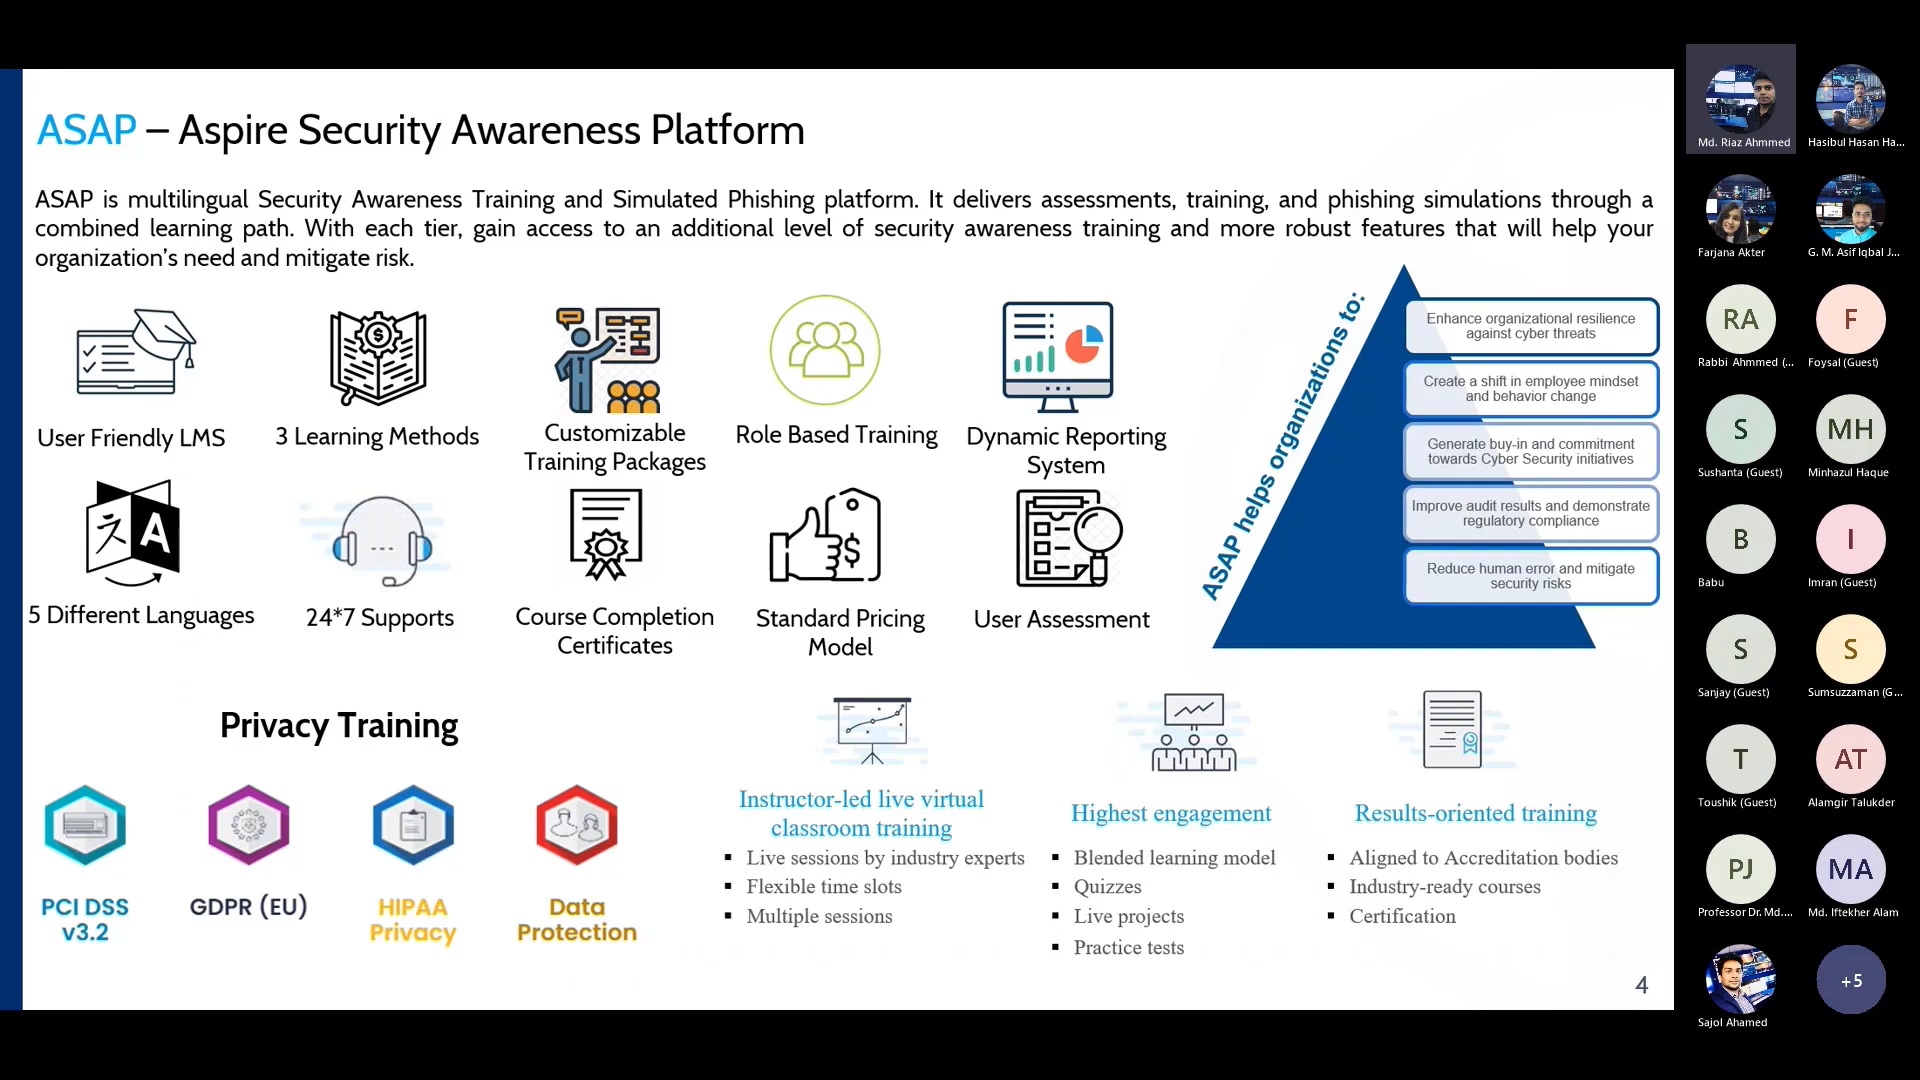 ASAP – Aspire Security Awareness Platform
ASAP is multilingual Security Awareness Training and Simulated Phishing platform. It delivers assessments, training, and phishing simulations through a
combined learning path. With each tier, gain access to an additional level of security awareness training and more robust features that will help your
organization's need and mitigate risk.
User Friendly LMS
3 Learning Methods
Customizable
Training Packages
Role Based Training
Dynamic Reporting
System
5 Different Languages
24*7 Supports
Course Completion
Certificates
Standard Pricing
Model
User Assessment
ASAP helps organizations to:
Enhance organizational resilience
against cyber threats
Create a shift in employee mindset
and behavior change
Generate buy-in and commitment
towards Cyber Security initiatives
Improve audit results and demonstrate
regulatory compliance
Reduce human error and mitigate
security risks
Privacy Training
PCI DSS
v3.2
GDPR (EU)
HIPAA
Privacy
Data
Protection
Instructor-led live virtual
classroom training
▪ Live sessions by industry experts
▪ Flexible time slots
▪ Multiple sessions
Highest engagement
▪ Blended learning model
▪ Quizzes
▪ Live projects
▪ Practice tests
Results-oriented training
▪ Aligned to Accreditation bodies
▪ Industry-ready courses
▪ Certification
4
Md. Riaz Ahmmed
Hasibul Hasan Ha...
Farjana Akter
G. M. Asif Iqbal J...
RA
Rabbi Ahmmed (...
F
Foysal (Guest)
S
Sushanta (Guest)
MH
Minhazul Haque
B
Babu
I
Imran (Guest)
S
Sanjay (Guest)
S
Sumsuzzaman (G...
T
Toushik (Guest)
AT
Alamgir Talukder
PJ
Professor Dr. Md....
MA
Md. Iftekher Alam
Sajol Ahamed
+5